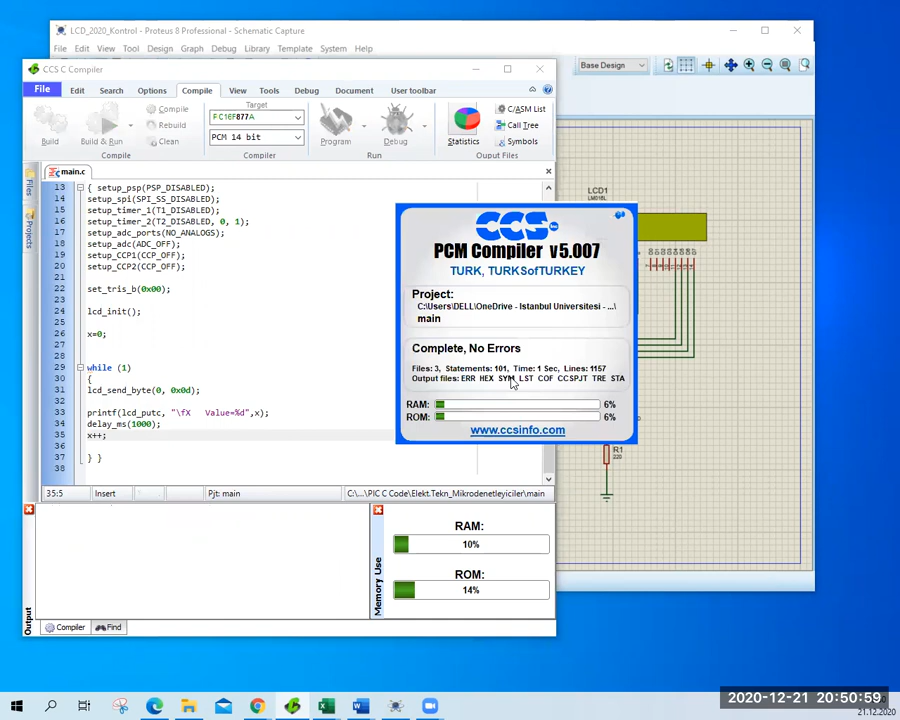 LCD_2020_Kontrol - Proteus 8 Professional - Schematic Capture
File Edit View Tool Design Graph Debug Library Template System Help
CCS C Compiler
Base Design
File Edit Search Options Compile View Tools Debug Document User toolbar
Build
Build & Run
Compile
Rebuild
Clean
Compile
Target
PIC16F877A
PCM 14 bit
Compiler
Program
Debug
Run
Statistics
C/ASM List
Call Tree
Symbols
Ouput Files
main.c
Files
Projects
13 { setup_psp(PSP_DISABLED);
14 setup_spi(SPI_SS_DISABLED);
15 setup_timer_1(T1_DISABLED);
16 setup_timer_2(T2_DISABLED, 0, 1);
17 setup_adc_ports(NO_ANALOGS);
18 setup_adc(ADC_OFF);
19 setup_CCP1(CCP_OFF);
20 setup_CCP2(CCP_OFF);
21
22 set_tris_b(0x00);
23
24 lcd_init();
25
26 x=0;
27
28
29 while (1)
30 {
31 lcd_send_byte(0, 0x0d);
32
33 printf(lcd_putc, "\fX   Value=%d",x);
34 delay_ms(1000);
35 x++;
36
37 } }
38
CCS
PCM Compiler v5.007
TURK, TURKSofTURKEY
Project:
C:\Users\DELL\OneDrive - Istanbul Universitesi - ...\
main
Complete, No Errors
Files: 3, Statements: 101, Time: 1 Sec, Lines: 1157
Output files: ERR HEX SYM LST COF CCSPJT TRE STA
RAM: 6%
ROM: 6%
www.ccsinfo.com
LCD1
LM016L
R1
220
35:5 Insert Pjt: main C:\...\PIC C Code\Elekt.Tekn_Mikrodenetleyiciler\main
Output
Memory Use
RAM:
10%
ROM:
14%
Compiler Find
2020-12-21 20:50:59
21.12.2020